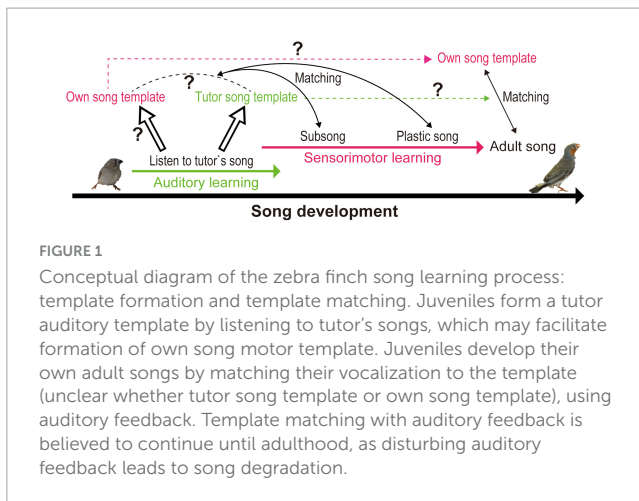 ?
Own song template
?
Matching
?
Own song template
Tutor song template
Matching
?
Subsong
Plastic song
Adult song
Listen to tutor`s song
Sensorimotor learning
Auditory learning
Song development
FIGURE 1
Conceptual diagram of the zebra finch song learning process:
template formation and template matching. Juveniles form a tutor
auditory template by listening to tutor’s songs, which may facilitate
formation of own song motor template. Juveniles develop their
own adult songs by matching their vocalization to the template
(unclear whether tutor song template or own song template), using
auditory feedback. Template matching with auditory feedback is
believed to continue until adulthood, as disturbing auditory
feedback leads to song degradation.